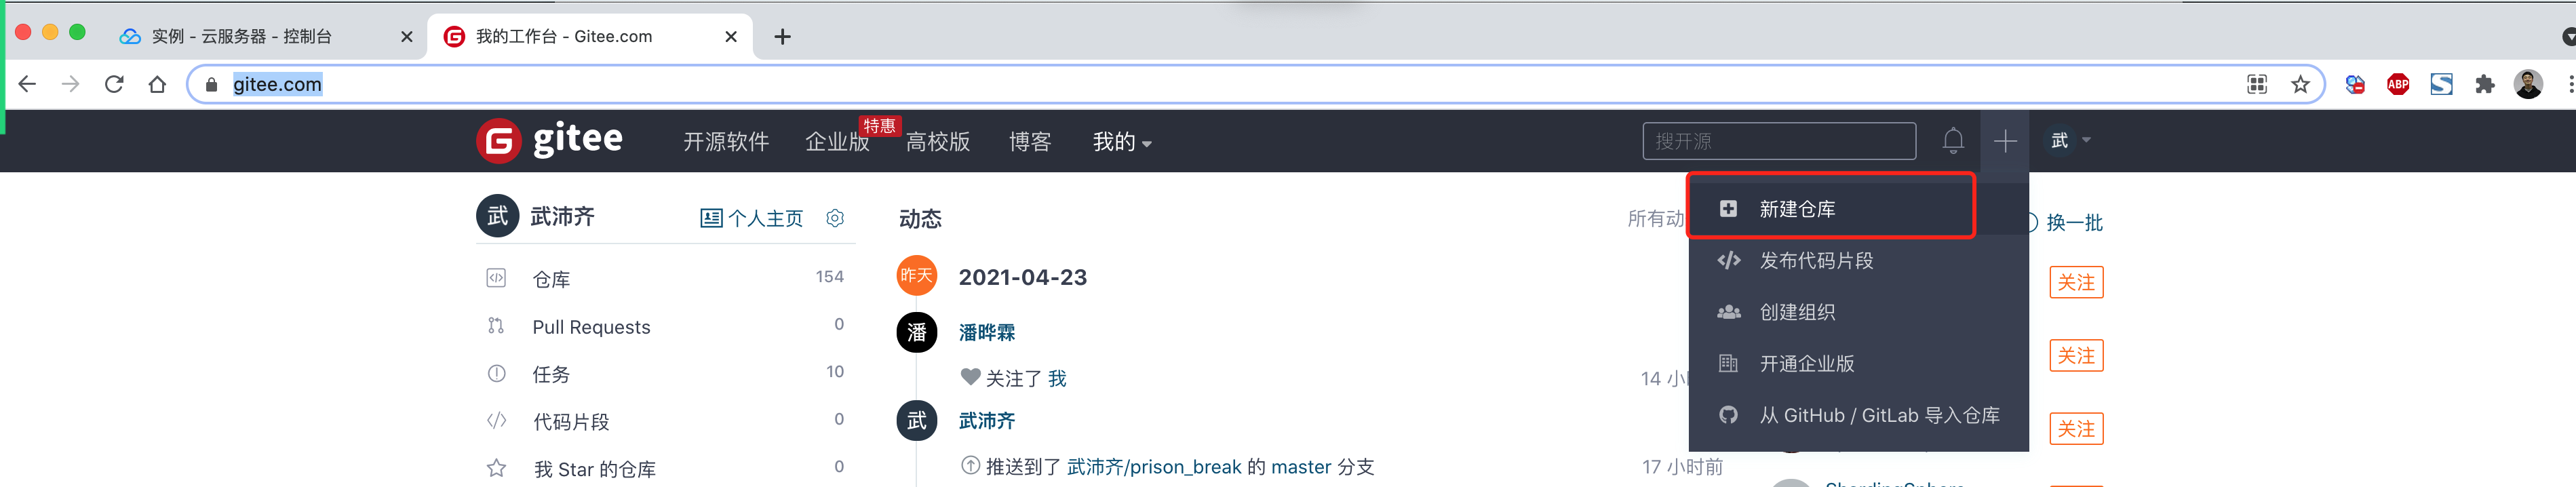 实例 - 云服务器 - 控制台
我的工作台 - Gitee.com
gitee.com
ABP
gitee
开源软件
企业版
特惠
高校版
博客
我的
搜开源
武
武 武沛齐
个人主页
动态
所有动
换一批
新建仓库
发布代码片段
创建组织
开通企业版
从 GitHub / GitLab 导入仓库
仓库 154
Pull Requests 0
任务 10
代码片段 0
我 Star 的仓库 0
昨天 2021-04-23
潘 潘晔霖
关注了 我
14 小
武 武沛齐
推送到了 武沛齐/prison_break 的 master 分支
17 小时前
关注
关注
关注